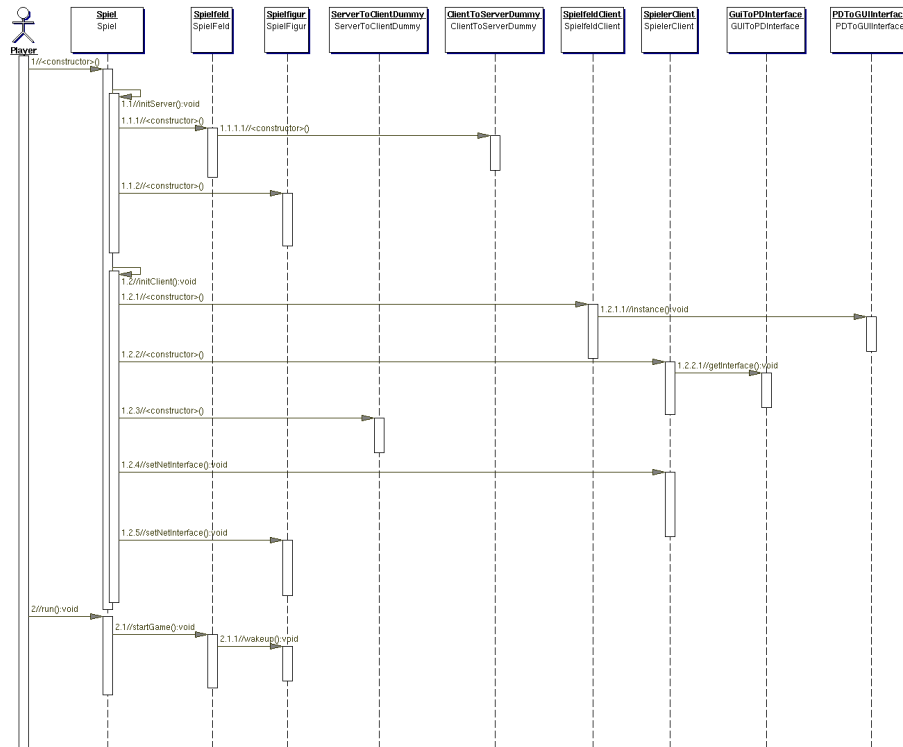 Player
Spiel
Spiel
Spielfeld
SpielFeld
Spielfigur
SpielFigur
ServerToClientDummy
ServerToClientDummy
ClientToServerDummy
ClientToServerDummy
SpielfeldClient
SpielfeldClient
SpielerClient
SpielerClient
GuiToPDInterface
GUIToPDInterface
PDToGUIInterface
PDToGUIInterface
1//<constructor>()
1.1//initServer():void
1.1.1//<constructor>()
1.1.1.1//<constructor>()
1.1.2//<constructor>()
1.2//initClient():void
1.2.1//<constructor>()
1.2.1.1//instance():void
1.2.2//<constructor>()
1.2.2.1//getInterface():void
1.2.3//<constructor>()
1.2.4//setNetInterface():void
1.2.5//setNetInterface():void
2//run():void
2.1//startGame():void
2.1.1//wakeup():void